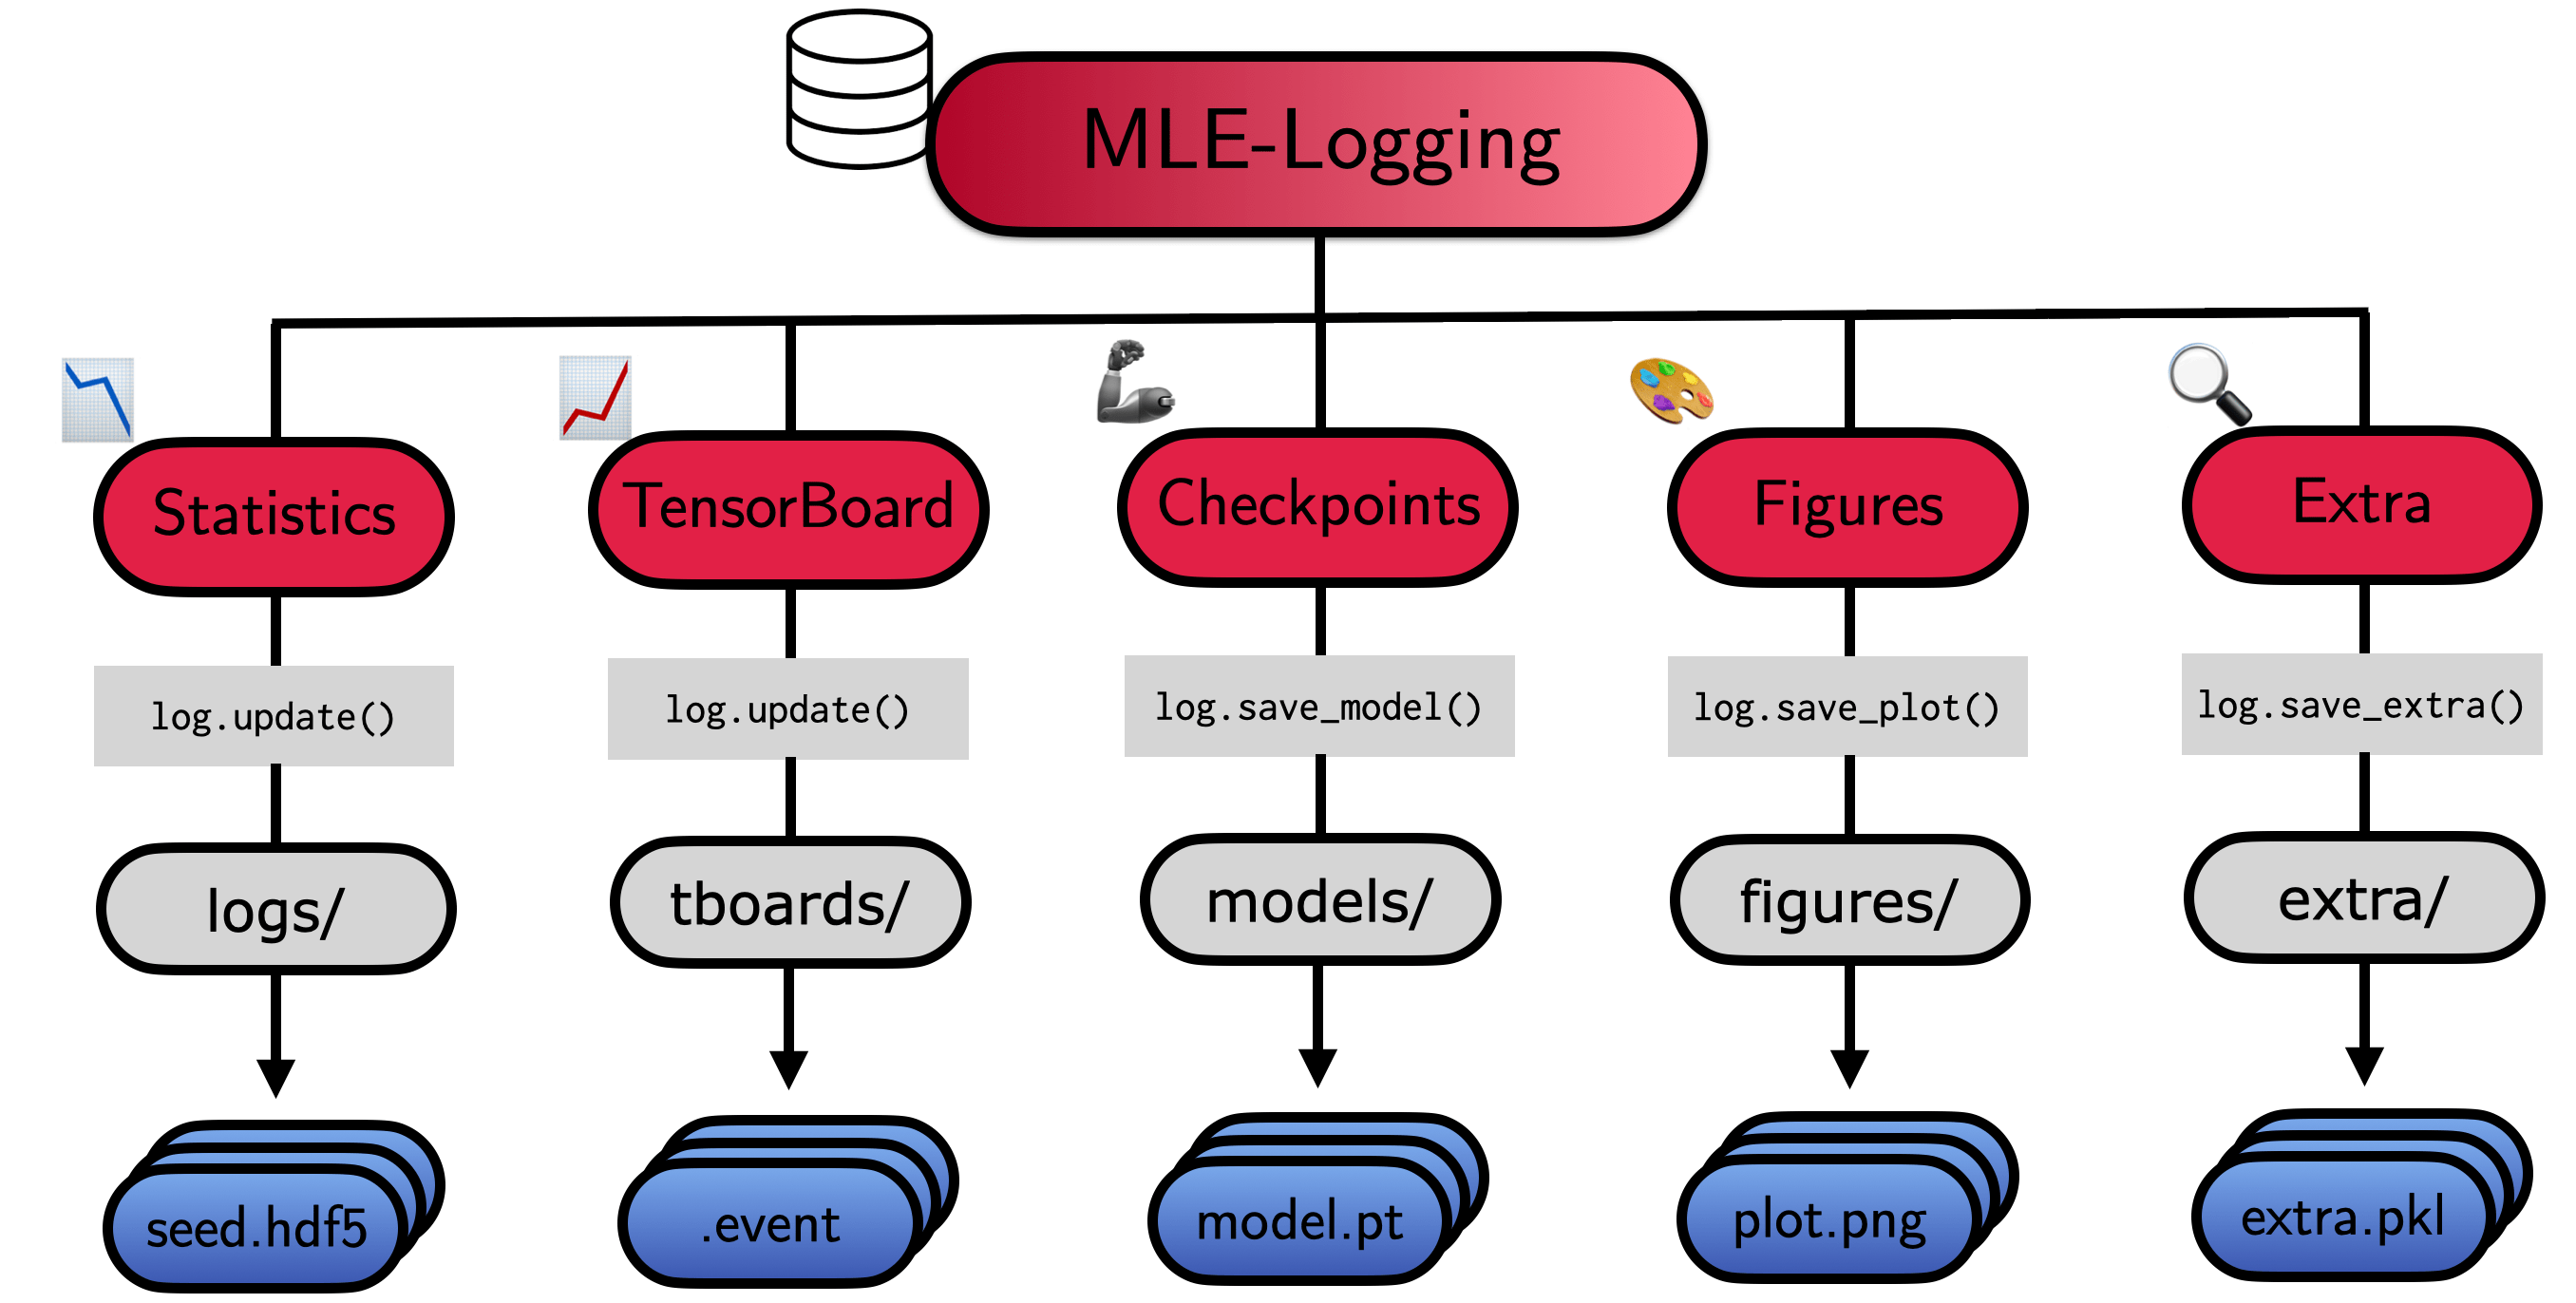 MLE-Logging
Statistics
TensorBoard
Checkpoints
Figures
Extra
log.update()
log.update()
log.save_model()
log.save_plot()
log.save_extra()
logs/
tboards/
models/
figures/
extra/
seed.hdf5
.event
model.pt
plot.png
extra.pkl